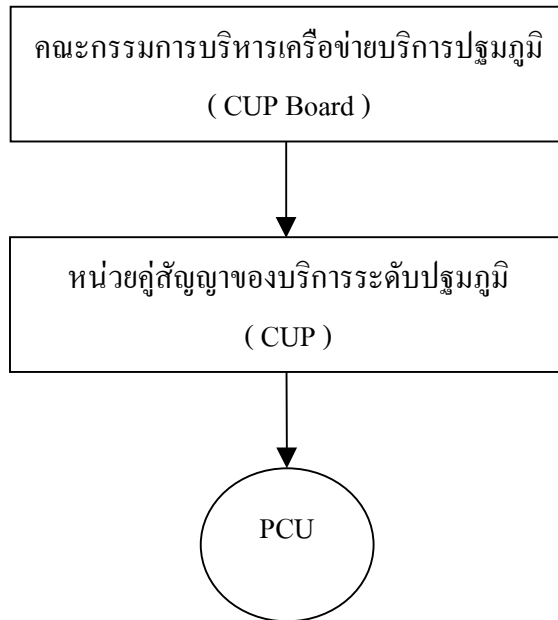 คณะกรรมการบริหารเครือข่ายบริการปฐมภูมิ
( CUP Board )
หน่วยคู่สัญญาของบริการระดับปฐมภูมิ
( CUP )
PCU